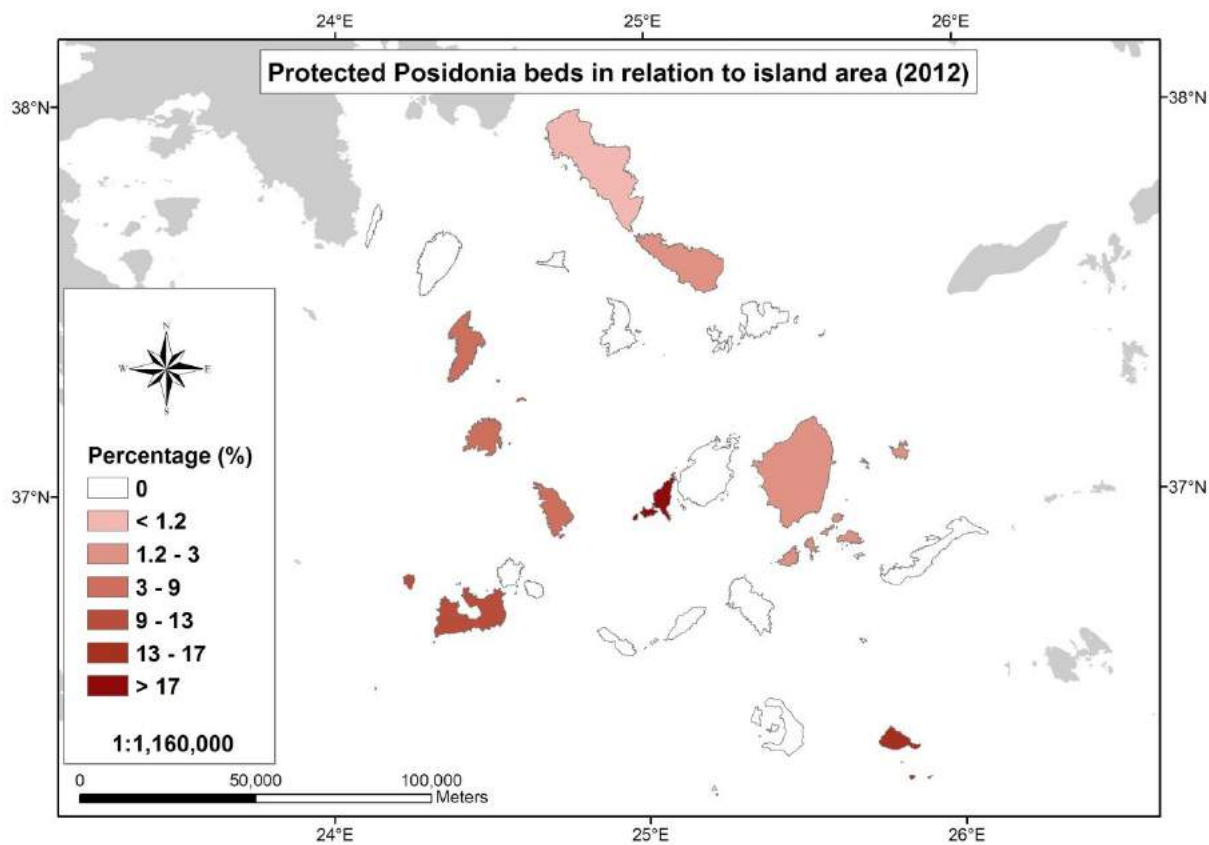 24°E 25°E 26°E
Protected Posidonia beds in relation to island area (2012)
38°N 38°N
N
W E
S
Percentage (%)
0
< 1.2
1.2 - 3
37°N 37°N
3 - 9
9 - 13
13 - 17
> 17
1:1,160,000
0 50,000 100,000
Meters
24°E 25°E 26°E